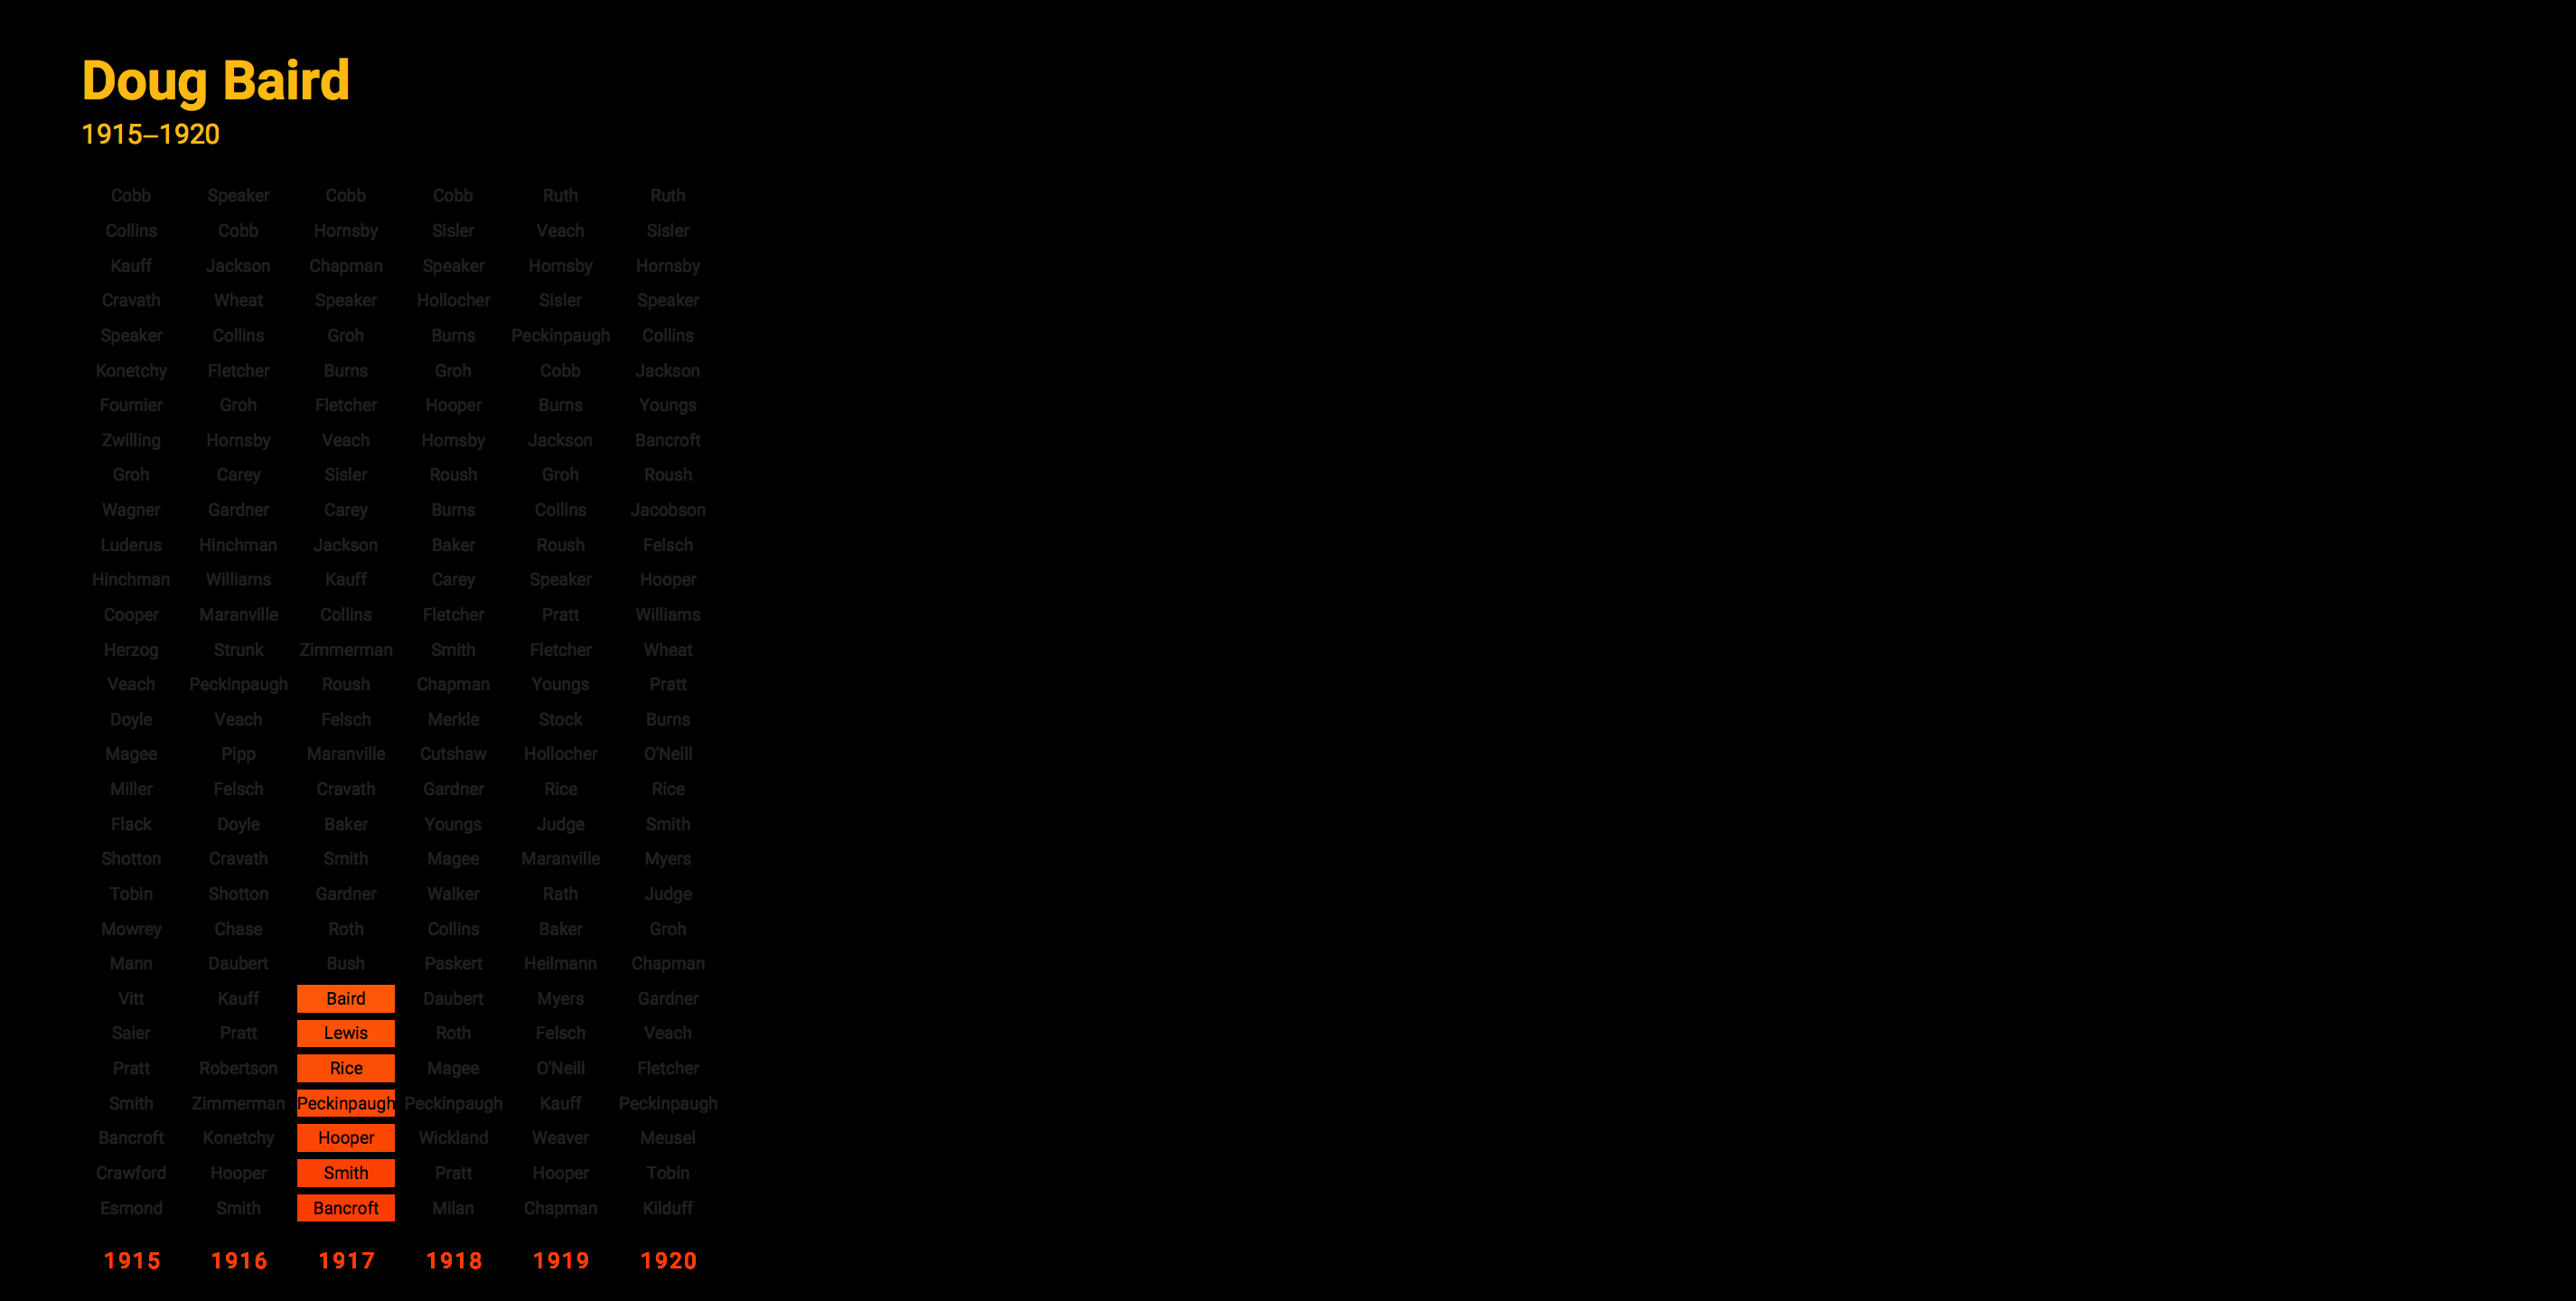 Doug Baird
1915–1920
Cobb Speaker Cobb Cobb Ruth Ruth
Collins Cobb Hornsby Sisler Veach Sisler
Kauff Jackson Chapman Speaker Hornsby Hornsby
Cravath Wheat Speaker Hollocher Sisler Speaker
Speaker Collins Groh Burns Peckinpaugh Collins
Konetchy Fletcher Burns Groh Cobb Jackson
Fournier Groh Fletcher Hooper Burns Youngs
Zwilling Hornsby Veach Hornsby Jackson Bancroft
Groh Carey Sisler Roush Groh Roush
Wagner Gardner Carey Burns Collins Jacobson
Luderus Hinchman Jackson Baker Roush Felsch
Hinchman Williams Kauff Carey Speaker Hooper
Cooper Maranville Collins Fletcher Pratt Williams
Herzog Strunk Zimmerman Smith Fletcher Wheat
Veach Peckinpaugh Roush Chapman Youngs Pratt
Doyle Veach Felsch Merkle Stock Burns
Magee Pipp Maranville Cutshaw Hollocher O'Neill
Miller Felsch Cravath Gardner Rice Rice
Flack Doyle Baker Youngs Judge Smith
Shotton Cravath Smith Magee Maranville Myers
Tobin Shotton Gardner Walker Rath Judge
Mowrey Chase Roth Collins Baker Groh
Mann Daubert Bush Paskert Heilmann Chapman
Vitt Kauff Baird Daubert Myers Gardner
Saier Pratt Lewis Roth Felsch Veach
Pratt Robertson Rice Magee O'Neill Fletcher
Smith Zimmerman Peckinpaugh Peckinpaugh Kauff Peckinpaugh
Bancroft Konetchy Hooper Wickland Weaver Meusel
Crawford Hooper Smith Pratt Hooper Tobin
Esmond Smith Bancroft Milan Chapman Kilduff
1915 1916 1917 1918 1919 1920